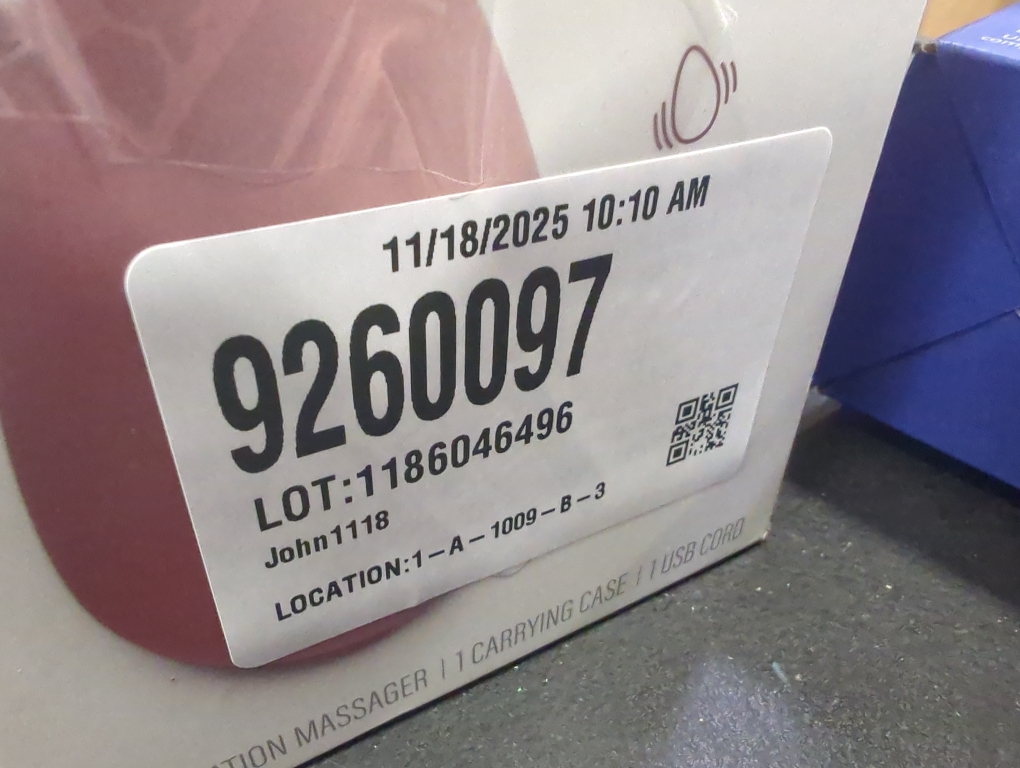 11/18/2025 10:10 AM
9260097
LOT:1186046496
John1118
LOCATION:1-A-1009-B-3
MASSAGER | 1 CARRYING CASE | 1 USB CORD